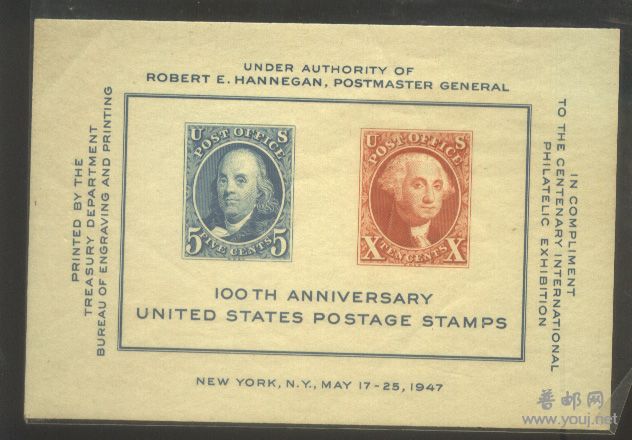 UNDER AUTHORITY OF
ROBERT E. HANNEGAN, POSTMASTER GENERAL
PRINTED BY THE
TREASURY DEPARTMENT
BUREAU OF ENGRAVING AND PRINTING
U S
POST OFFICE
5 FIVE CENTS 5
U S
POST OFFICE
X TEN CENTS X
100TH ANNIVERSARY
UNITED STATES POSTAGE STAMPS
IN COMPLIMENT
TO THE CENTENARY INTERNATIONAL
PHILATELIC EXHIBITION
NEW YORK, N.Y., MAY 17-25, 1947
普邮网
www.youj.net